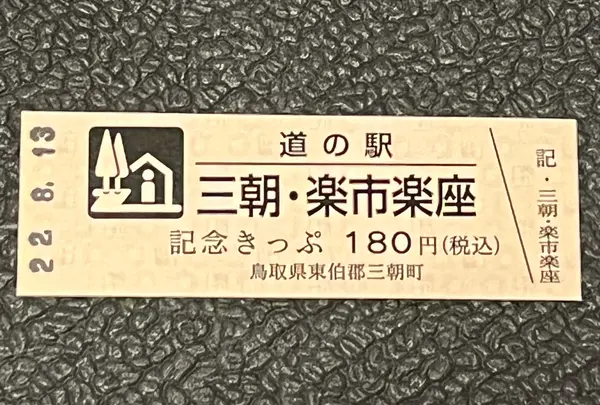 22.8.13
道の駅
三朝・楽市楽座
記念きっぷ 180円(税込)
鳥取県東伯郡三朝町
記・三朝・楽市楽座